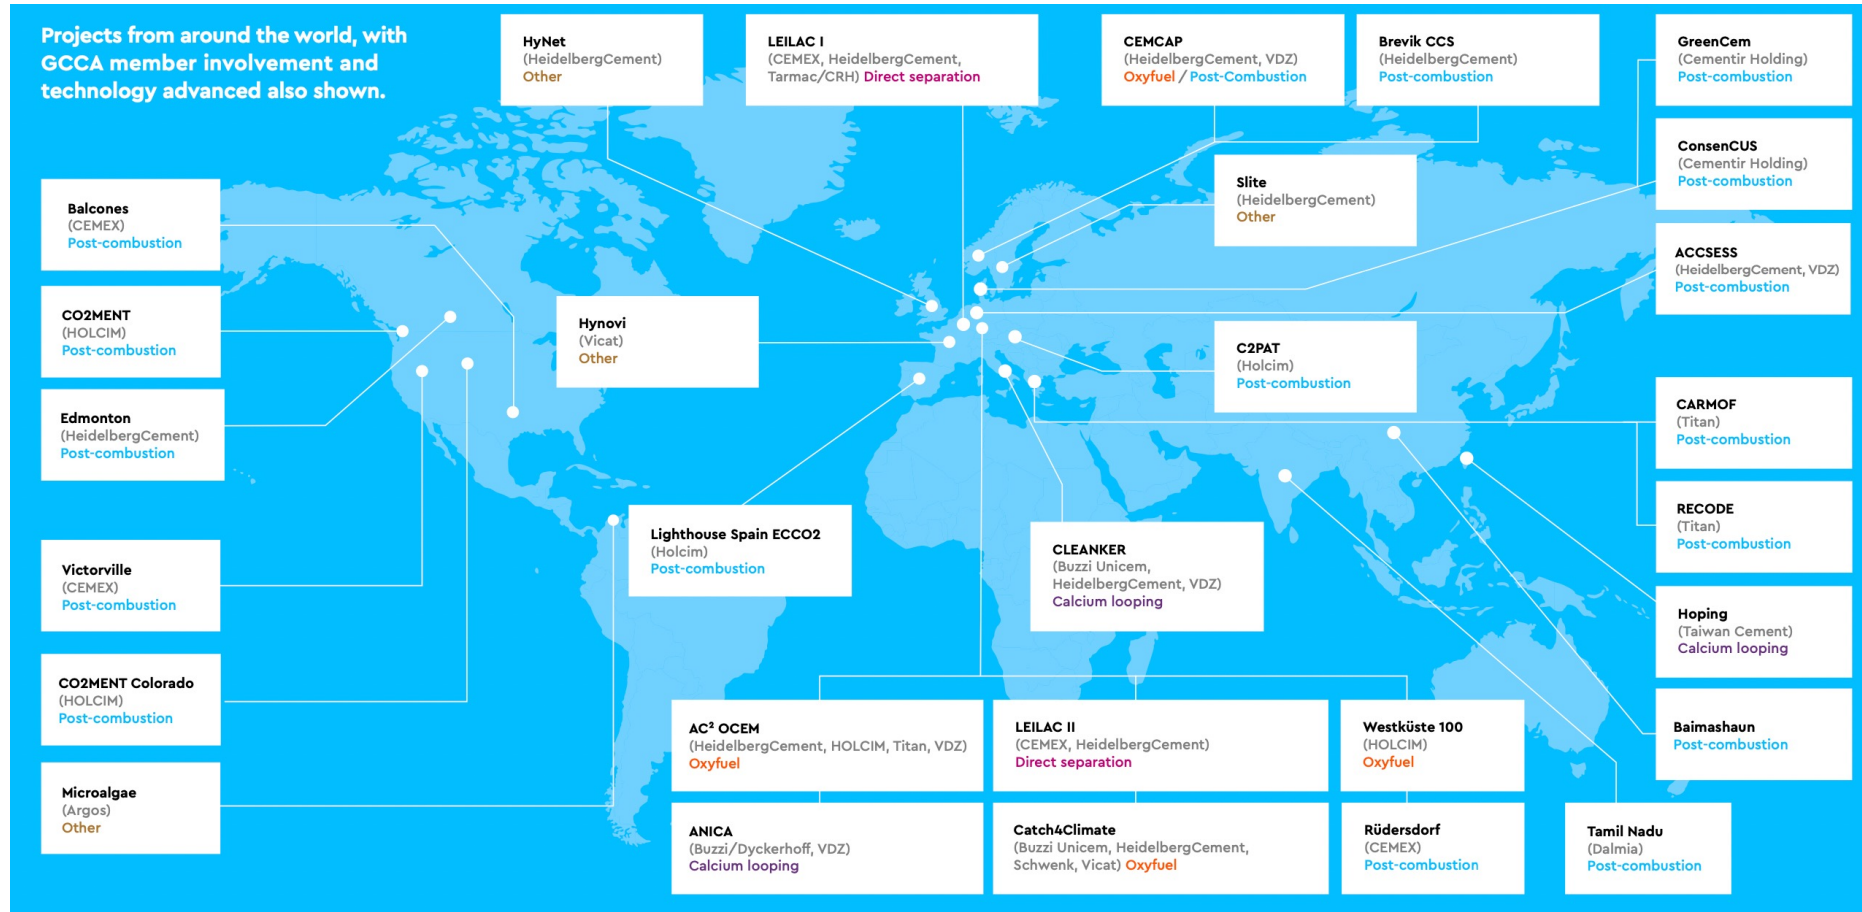 Projects from around the world, with
GCCA member involvement and
technology advanced also shown.
HyNet
(HeidelbergCement)
Other
LEILAC I
(CEMEX, HeidelbergCement,
Tarmac/CRH) Direct separation
CEMCAP
(HeidelbergCement, VDZ)
Oxyfuel / Post-Combustion
Brevik CCS
(HeidelbergCement)
Post-combustion
GreenCem
(Cementir Holding)
Post-combustion
ConsenCUS
(Cementir Holding)
Post-combustion
Slite
(HeidelbergCement)
Other
Balcones
(CEMEX)
Post-combustion
ACCSESS
(HeidelbergCement, VDZ)
Post-combustion
CO2MENT
(HOLCIM)
Post-combustion
Hynovi
(Vicat)
Other
C2PAT
(Holcim)
Post-combustion
Edmonton
(HeidelbergCement)
Post-combustion
CARMOF
(Titan)
Post-combustion
RECODE
(Titan)
Post-combustion
Lighthouse Spain ECCO2
(Holcim)
Post-combustion
CLEANKER
(Buzzi Unicem,
HeidelbergCement, VDZ)
Calcium looping
Victorville
(CEMEX)
Post-combustion
Hoping
(Taiwan Cement)
Calcium looping
CO2MENT Colorado
(HOLCIM)
Post-combustion
AC² OCEM
(HeidelbergCement, HOLCIM, Titan, VDZ)
Oxyfuel
LEILAC II
(CEMEX, HeidelbergCement)
Direct separation
Westküste 100
(HOLCIM)
Oxyfuel
Baimashaun
Post-combustion
Microalgae
(Argos)
Other
ANICA
(Buzzi/Dyckerhoff, VDZ)
Calcium looping
Catch4Climate
(Buzzi Unicem, HeidelbergCement,
Schwenk, Vicat) Oxyfuel
Rüdersdorf
(CEMEX)
Post-combustion
Tamil Nadu
(Dalmia)
Post-combustion